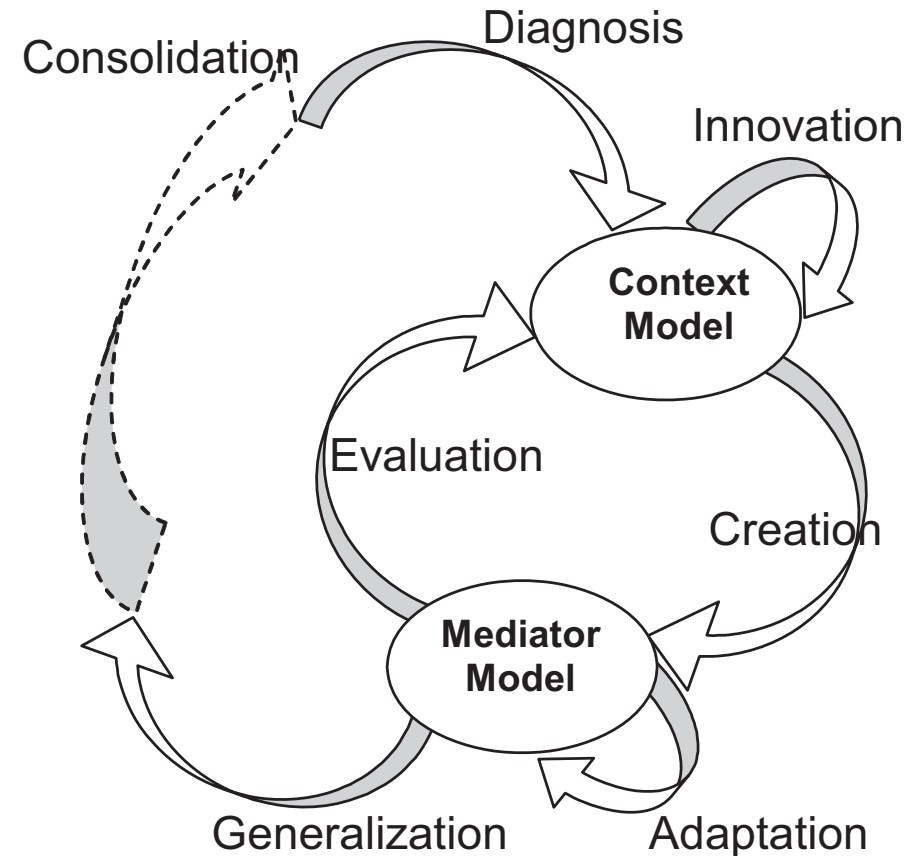 Diagnosis
Consolidation
Innovation
Context
Model
Evaluation
Creation
Mediator
Model
Generalization
Adaptation